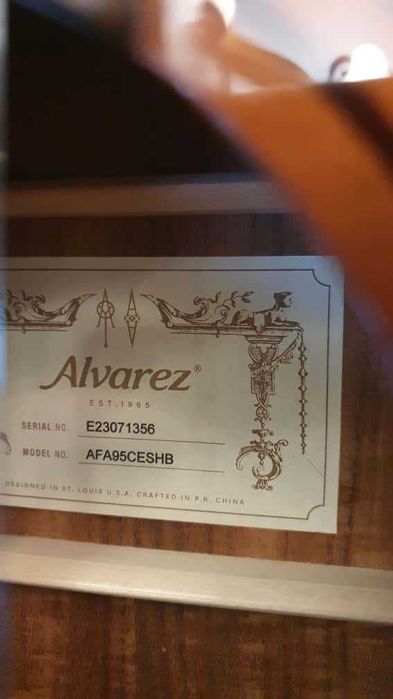 Alvarez®
EST.1965
SERIAL NO. E23071356
MODEL NO. AFA95CESHB
DESIGNED IN ST. LOUIS U.S.A, CRAFTED IN P.R. CHINA